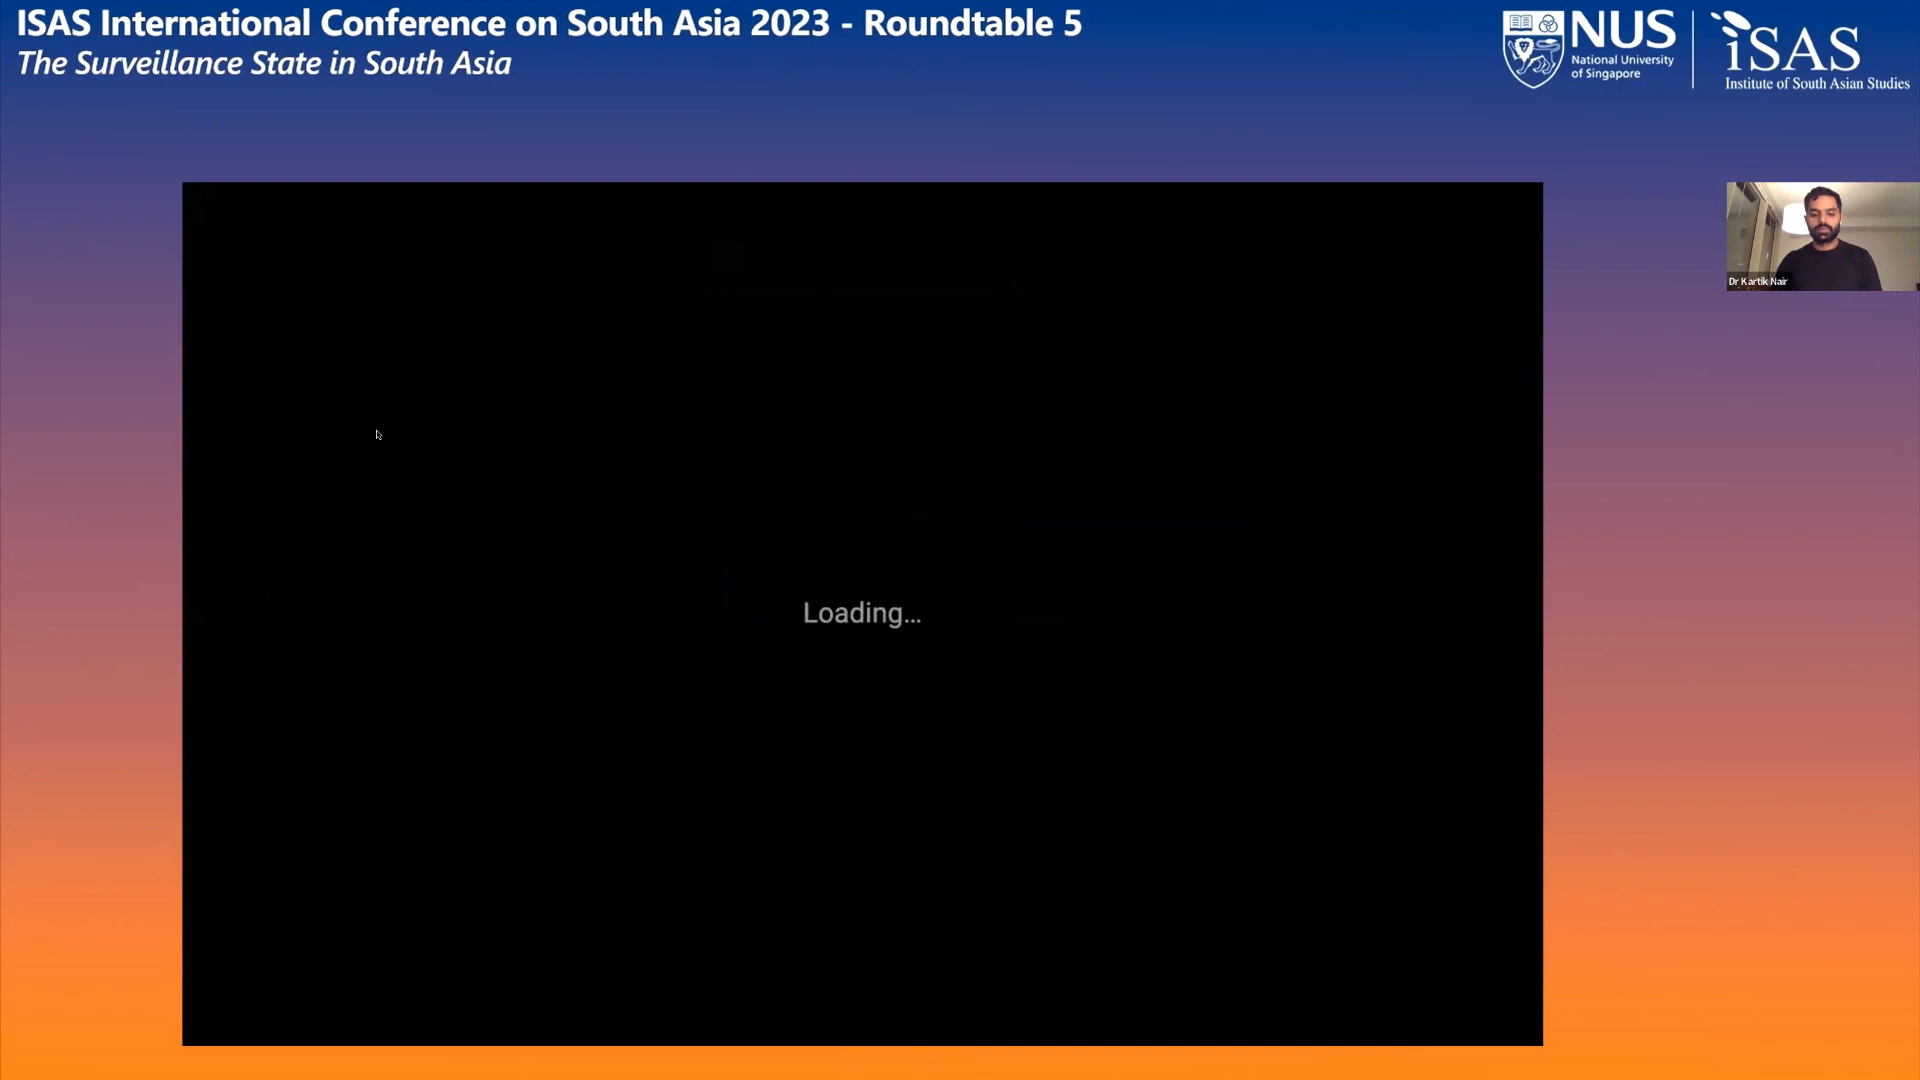 ISAS International Conference on South Asia 2023 - Roundtable 5
The Surveillance State in South Asia
NUS
National University
of Singapore
iSAS
Institute of South Asian Studies
Dr Kartik Nair
Loading...